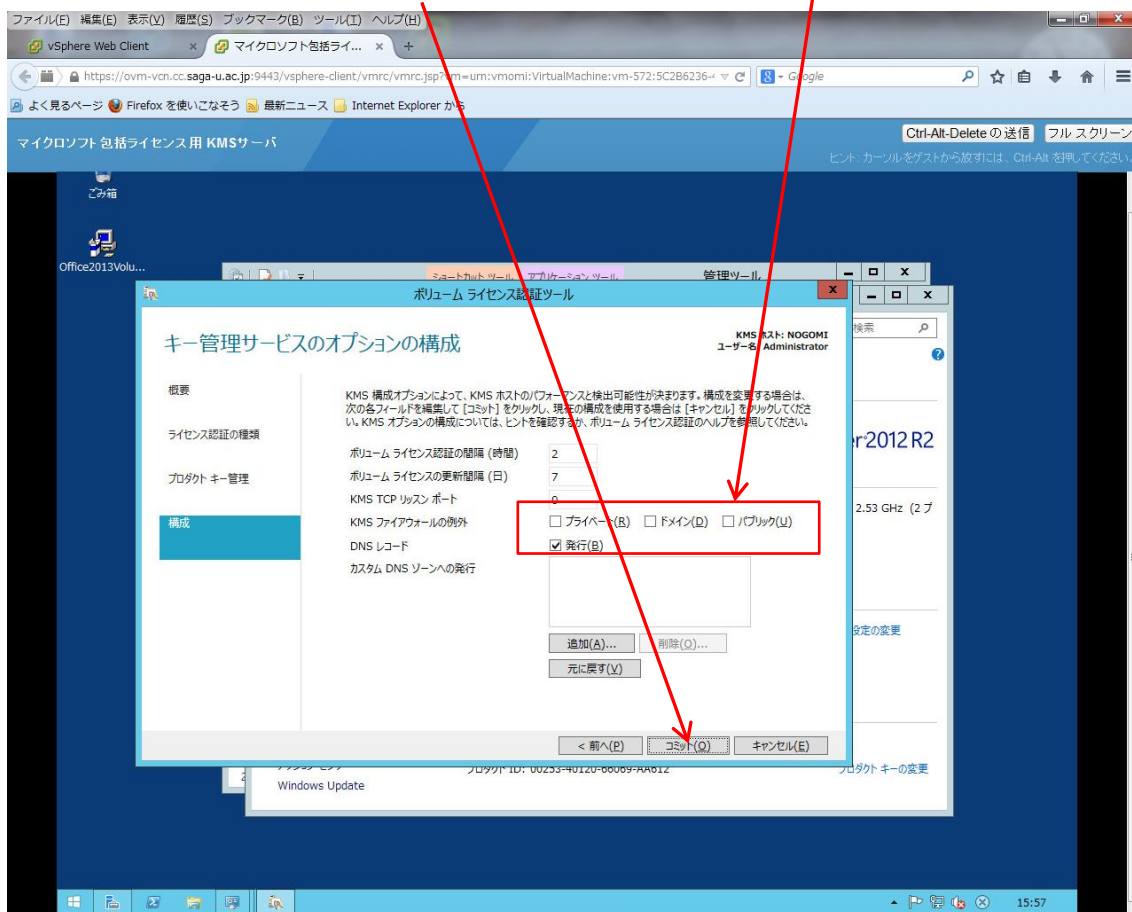 ファイル(F) 編集(E) 表示(V) 履歴(S) ブックマーク(B) ツール(T) ヘルプ(H)
vSphere Web Client × マイクロソフト包括ライ... × +
https://ovm-vcn.cc.saga-u.ac.jp:9443/vsphere-client/vmrc/vmrc.jsp?vm=urn:vmomi:VirtualMachine:vm-572:5C2B6236-
Google
よく見るページ Firefox を使いこなそう 最新ニュース Internet Explorer から
マイクロソフト包括ライセンス用 KMSサーバ
Ctrl-Alt-Delete の送信 フル スクリーン
ヒント: カーソルをゲストから放すには、Ctrl-Alt を押してください。
ごみ箱
Office2013Volu...
ショートカット ツール アプリケーション ツール 管理ツール
ボリューム ライセンス認証ツール
キー管理サービスのオプションの構成
KMS ホスト: NOGOMI
ユーザー名: Administrator
検索
概要
ライセンス認証の種類
プロダクト キー管理
構成
KMS 構成オプションによって、KMS ホストのパフォーマンスと検出可能性が決まります。構成を変更する場合は、
次の各フィールドを編集して [コミット] をクリックし、現在の構成を使用する場合は [キャンセル] をクリックしてくださ
い。KMS オプションの構成については、ヒントを確認するか、ボリューム ライセンス認証のヘルプを参照してください。
ボリューム ライセンス認証の間隔 (時間) 2
ボリューム ライセンスの更新間隔 (日) 7
KMS TCP リッスン ポート 0
KMS ファイアウォールの例外 プライベート(R) ドメイン(D) パブリック(U)
DNS レコード 発行(B)
カスタム DNS ゾーンへの発行
追加(A)... 削除(O)...
元に戻す(V)
< 前へ(P) コミット(O) キャンセル(E)
r 2012 R2
2.53 GHz (2 プ
設定の変更
プロダクト ID: 00253-40120-66069-AA612
プロダクト キーの変更
Windows Update
15:57